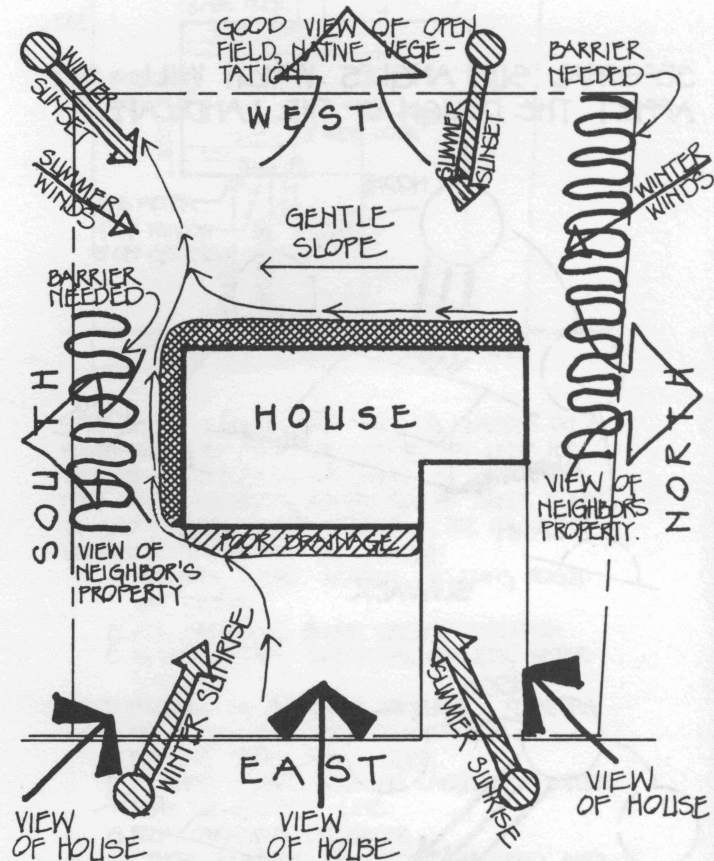 GOOD VIEW OF OPEN
FIELD, NATIVE VEGE-
TATION
WINTER
SUNSET
WEST
SUMMER
SUNSET
BARRIER
NEEDED
SUMMER
WINDS
WINTER
WINDS
GENTLE
SLOPE
BARRIER
NEEDED
SOUTH
HOUSE
NORTH
VIEW OF
NEIGHBOR'S
PROPERTY
POOR DRAINAGE
VIEW OF
NEIGHBORS
PROPERTY.
WINTER SUNRISE
SUMMER SUNRISE
EAST
VIEW
OF HOUSE
VIEW
OF HOUSE
VIEW
OF HOUSE